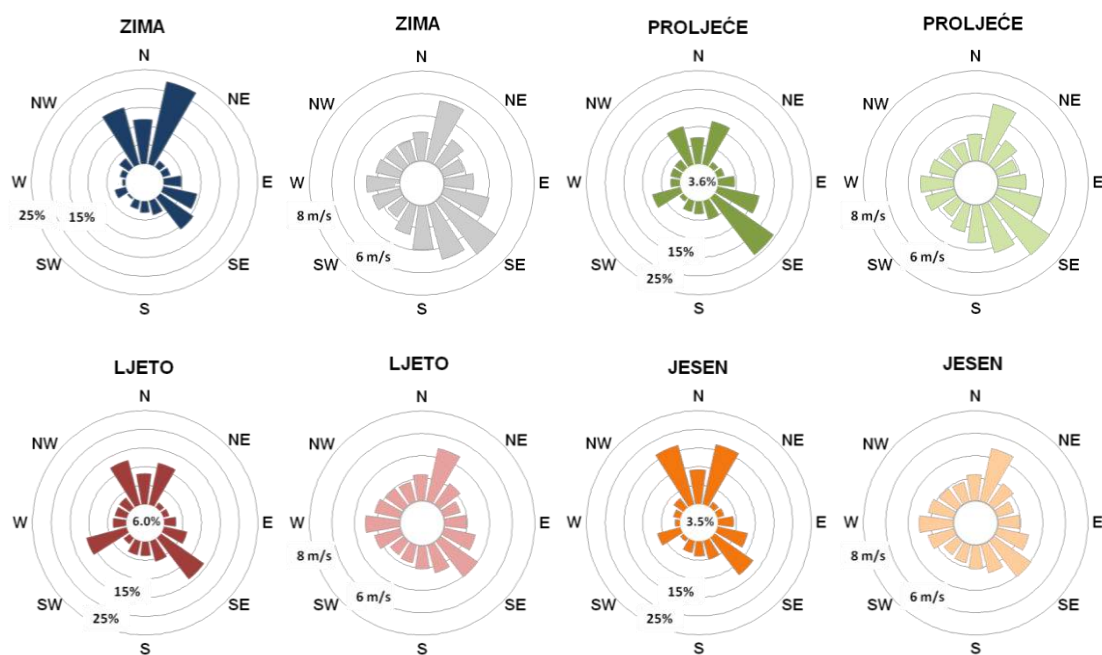 ZIMA
N
NW
NE
W
E
25%
15%
SW
SE
S
ZIMA
N
NW
NE
W
E
8 m/s
6 m/s
SW
SE
S
PROLJEĆE
N
NW
NE
W
3.6%
E
15%
25%
SW
SE
S
PROLJEĆE
N
NW
NE
W
E
8 m/s
6 m/s
SW
SE
S
LJETO
N
NW
NE
W
6.0%
E
15%
25%
SW
SE
S
LJETO
N
NW
NE
W
E
8 m/s
6 m/s
SW
SE
S
JESEN
N
NW
NE
W
3.5%
E
15%
25%
SW
SE
S
JESEN
N
NW
NE
W
E
8 m/s
6 m/s
SW
SE
S